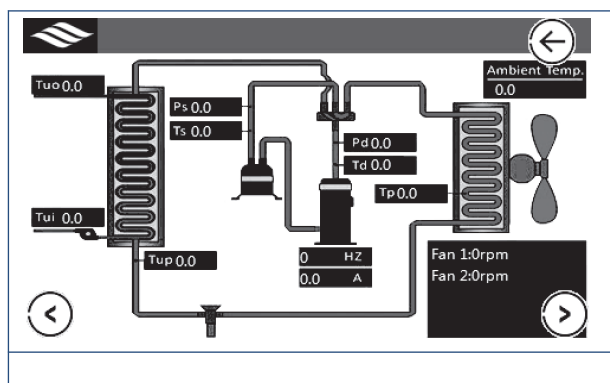 Ambient Temp.
0.0
Tuo 0.0
Ps 0.0
Ts 0.0
Pd 0.0
Td 0.0
Tp 0.0
Tui 0.0
Tup 0.0
0 HZ
0.0 A
Fan 1:0rpm
Fan 2:0rpm